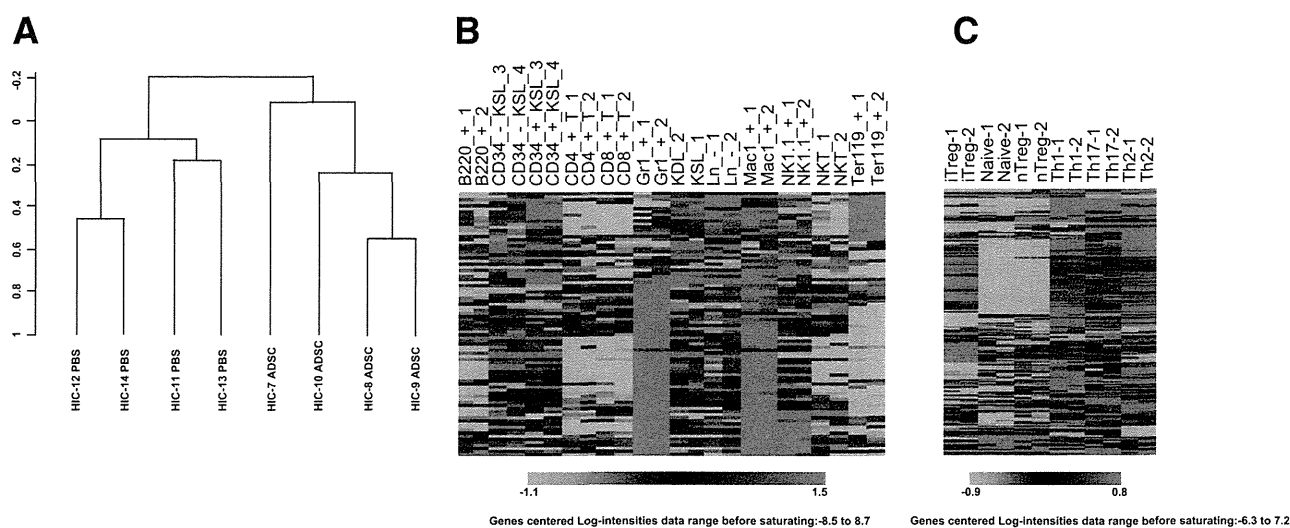 A
-0.2
0
0.2
0.4
0.6
0.8
1
HIC-12 PBS
HIC-14 PBS
HIC-11 PBS
HIC-13 PBS
HIC-7 ADSC
HIC-10 ADSC
HIC-8 ADSC
HIC-9 ADSC
B
B220_+_1
B220_+_2
CD34_-_KSL_3
CD34_-_KSL_4
CD34_+_KSL_3
CD34_+_KSL_4
CD4_+_T_1
CD4_+_T_2
CD8_+_T_1
CD8_+_T_2
Gr1_+_1
Gr1_+_2
KDL_2
KSL_1
Ln_-_1
Ln_-_2
Mac1_+_1
Mac1_+_2
NK1.1_+_1
NK1.1_+_2
NKT_1
NKT_2
Ter119_+_1
Ter119_+_2
-1.1
1.5
Genes centered Log-intensities data range before saturating:-8.5 to 8.7
C
iTreg-1
iTreg-2
Naive-1
Naive-2
nTreg-1
nTreg-2
Th1-1
Th1-2
Th17-1
Th17-2
Th2-1
Th2-2
-0.9
0.8
Genes centered Log-intensities data range before saturating:-6.3 to 7.2